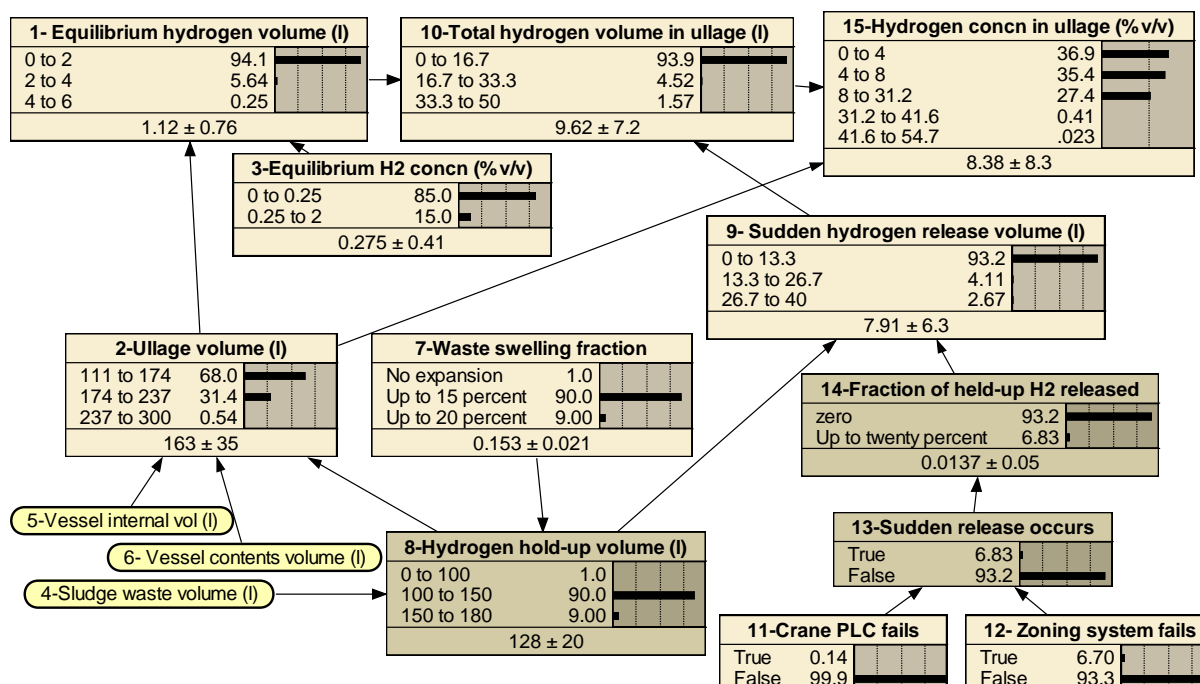 1- Equilibrium hydrogen volume (l)
0 to 2 94.1
2 to 4 5.64
4 to 6 0.25
1.12 ± 0.76
10-Total hydrogen volume in ullage (l)
0 to 16.7 93.9
16.7 to 33.3 4.52
33.3 to 50 1.57
9.62 ± 7.2
15-Hydrogen concn in ullage (% v/v)
0 to 4 36.9
4 to 8 35.4
8 to 31.2 27.4
31.2 to 41.6 0.41
41.6 to 54.7 .023
8.38 ± 8.3
3-Equilibrium H2 concn (% v/v)
0 to 0.25 85.0
0.25 to 2 15.0
0.275 ± 0.41
9- Sudden hydrogen release volume (l)
0 to 13.3 93.2
13.3 to 26.7 4.11
26.7 to 40 2.67
7.91 ± 6.3
2-Ullage volume (l)
111 to 174 68.0
174 to 237 31.4
237 to 300 0.54
163 ± 35
7-Waste swelling fraction
No expansion 1.0
Up to 15 percent 90.0
Up to 20 percent 9.00
0.153 ± 0.021
14-Fraction of held-up H2 released
zero 93.2
Up to twenty percent 6.83
0.0137 ± 0.05
5-Vessel internal vol (l)
6- Vessel contents volume (l)
4-Sludge waste volume (l)
8-Hydrogen hold-up volume (l)
0 to 100 1.0
100 to 150 90.0
150 to 180 9.00
128 ± 20
13-Sudden release occurs
True 6.83
False 93.2
11-Crane PLC fails
True 0.14
False 99.9
12- Zoning system fails
True 6.70
False 93.3